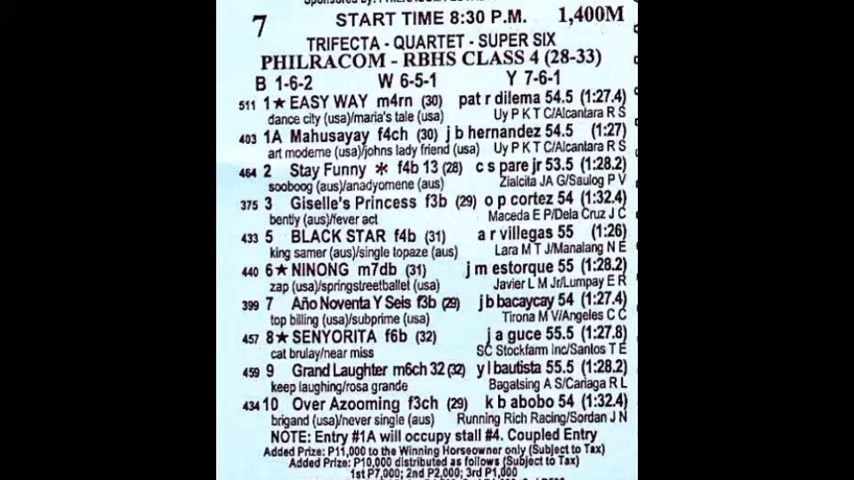 7 START TIME 8:30 P.M. 1,400M
TRIFECTA - QUARTET - SUPER SIX
PHILRACOM - RBHS CLASS 4 (28-33)
B 1-6-2 W 6-5-1 Y 7-6-1
511 1★ EASY WAY m4rn (30) pat r dilema 54.5 (1:27.4)
dance city (usa)/maria's tale (usa) Uy P K T C/Alcantara R S
403 1A Mahusayay f4ch (30) j b hernandez 54.5 (1:27)
art moderne (usa)/johns lady friend (usa) Uy P K T C/Alcantara R S
464 2 Stay Funny * f4b 13 (28) c s pare jr 53.5 (1:28.2)
sooboog (aus)/anadyomene (aus) Zialcita JA G/Saulog P V
375 3 Giselle's Princess f3b (29) o p cortez 54 (1:32.4)
bently (aus)/fever act Maceda E P/Dela Cruz J C
433 5 BLACK STAR f4b (31) a r villegas 55 (1:26)
king samer (aus)/single topaze (aus) Lara M T J/Manalang N E
440 6★ NINONG m7db (31) j m estorque 55 (1:28.2)
zap (usa)/springstreetballet (usa) Javier L M Jr/Lumpay E R
399 7 Año Noventa Y Seis f3b (29) j b bacaycay 54 (1:27.4)
top billing (usa)/subprime (usa) Tirona M V/Angeles C C
457 8★ SENYORITA f6b (32) j a guce 55.5 (1:27.8)
cat brulay/near miss SC Stockfarm Inc/Santos T E
459 9 Grand Laughter m6ch 32 (32) y l bautista 55.5 (1:28.2)
keep laughing/rosa grande Bagatsing A S/Cariaga R L
434 10 Over Azooming f3ch (29) k b abobo 54 (1:32.4)
brigand (usa)/never single (aus) Running Rich Racing/Sordan J N
NOTE: Entry #1A will occupy stall #4. Coupled Entry
Added Prize: P11,000 to the Winning Horseowner only (Subject to Tax)
Added Prize: P10,000 distributed as follows (Subject to Tax)
1st P7,000; 2nd P2,000; 3rd P1,000